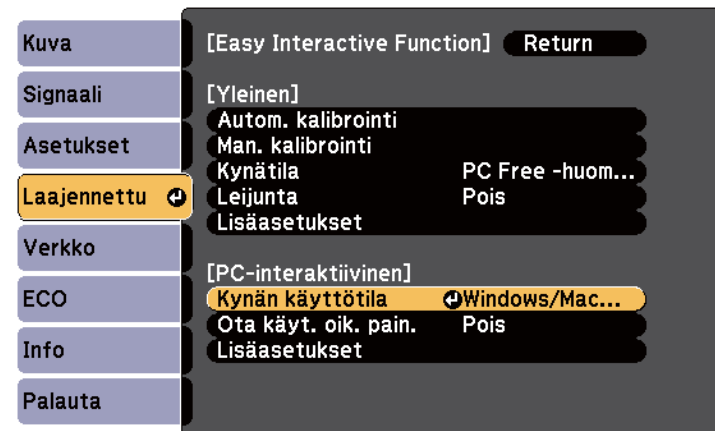 Kuva
Signaali
Asetukset
Laajennettu
Verkko
ECO
Info
Palauta
[Easy Interactive Function] Return
[Yleinen]
Autom. kalibrointi
Man. kalibrointi
Kynätila PC Free -huom...
Leijunta Pois
Lisäasetukset
[PC-interaktiivinen]
Kynän käyttötila Windows/Mac...
Ota käyt. oik. pain. Pois
Lisäasetukset